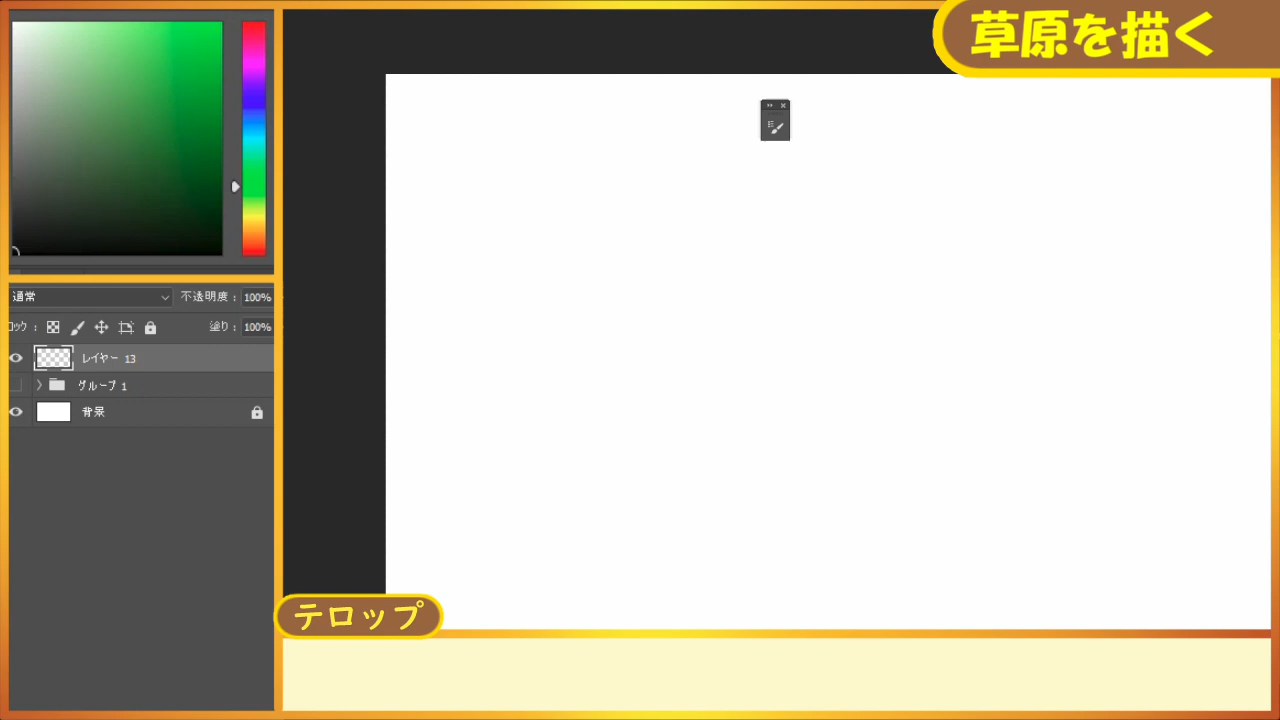 草原を描く
通常
不透明度： 100%
ロック： 塗り： 100%
レイヤー 13
グループ 1
背景
テロップ